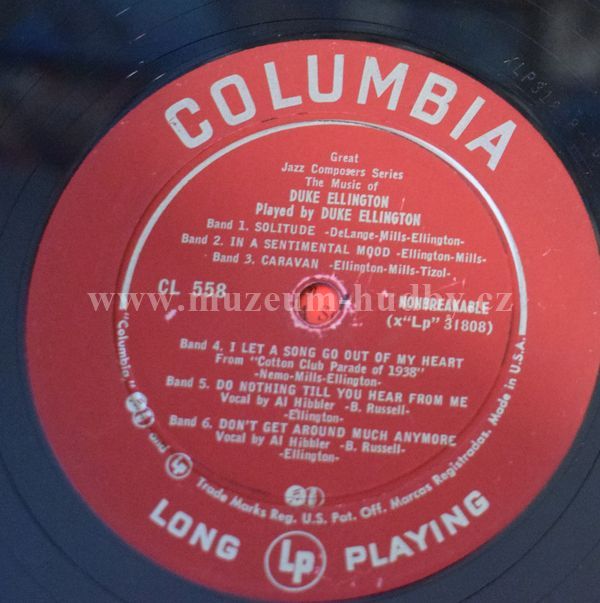 COLUMBIA
Great
Jazz Composers Series
The Music of
DUKE ELLINGTON
Played by DUKE ELLINGTON
Band 1. SOLITUDE -DeLange-Mills-Ellington-
Band 2. IN A SENTIMENTAL MOOD -Ellington-Mills-
Band 3. CARAVAN -Ellington-Mills-Tizol-
CL 558
NONBREAKABLE
(x"Lp" 31808)
www.muzeum-hudby.cz
Band 4. I LET A SONG GO OUT OF MY HEART
From "Cotton Club Parade of 1938"
-Nemo-Mills-Ellington-
Band 5. DO NOTHING TILL YOU HEAR FROM ME
Vocal by Al Hibbler -B. Russell-
-Ellington-
Band 6. DON'T GET AROUND MUCH ANYMORE
Vocal by Al Hibbler -B. Russell-
-Ellington-
"Columbia" and LP Trade Marks Reg. U.S. Pat. Off. Marcas Registradas. Made in U.S.A.
LONG LP PLAYING